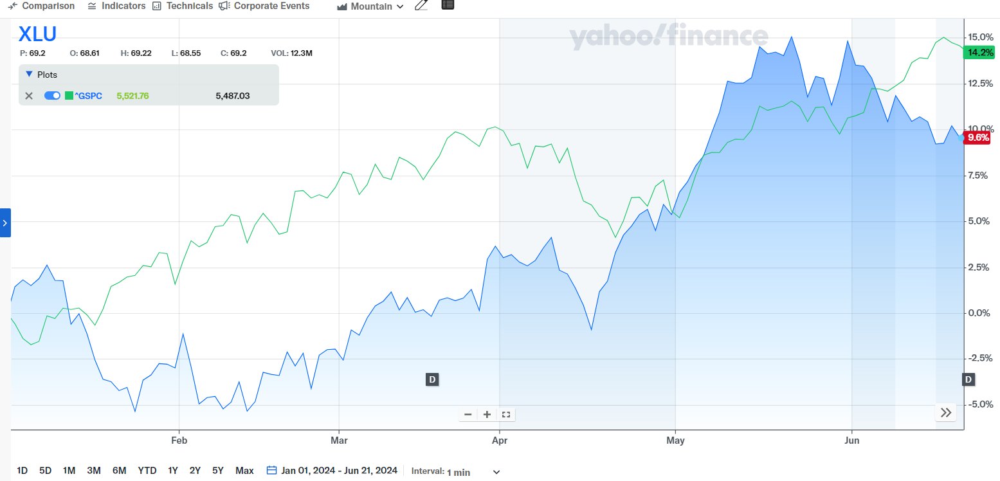 Comparison Indicators Technicals Corporate Events Mountain
XLU
yahoo!finance
P: 69.2 O: 68.61 H: 69.22 L: 68.55 C: 69.2 VOL: 12.3M
Plots
^GSPC 5,521.76 5,487.03
15.0%
14.2%
12.5%
10.0%
9.6%
7.5%
5.0%
2.5%
0.0%
-2.5%
D D
-5.0%
Feb Mar Apr May Jun
1D 5D 1M 3M 6M YTD 1Y 2Y 5Y Max Jan 01, 2024 - Jun 21, 2024 Interval: 1 min